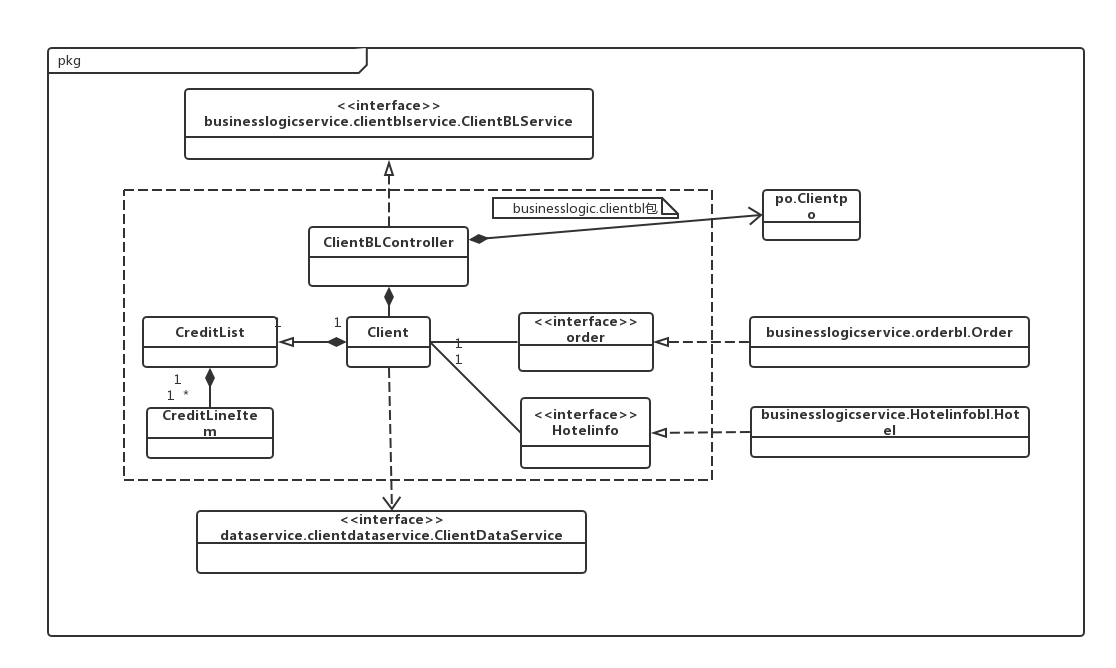 pkg
<<interface>>
businesslogicservice.clientblservice.ClientBLService
businesslogic.clientbl包
po.Clientp
o
ClientBLController
CreditList
1
1
Client
<<interface>>
order
businesslogicservice.orderbl.Order
1
1
1
1 *
CreditLineIte
m
<<interface>>
Hotelinfo
businesslogicservice.Hotelinfobl.Hot
el
<<interface>>
dataservice.clientdataservice.ClientDataService